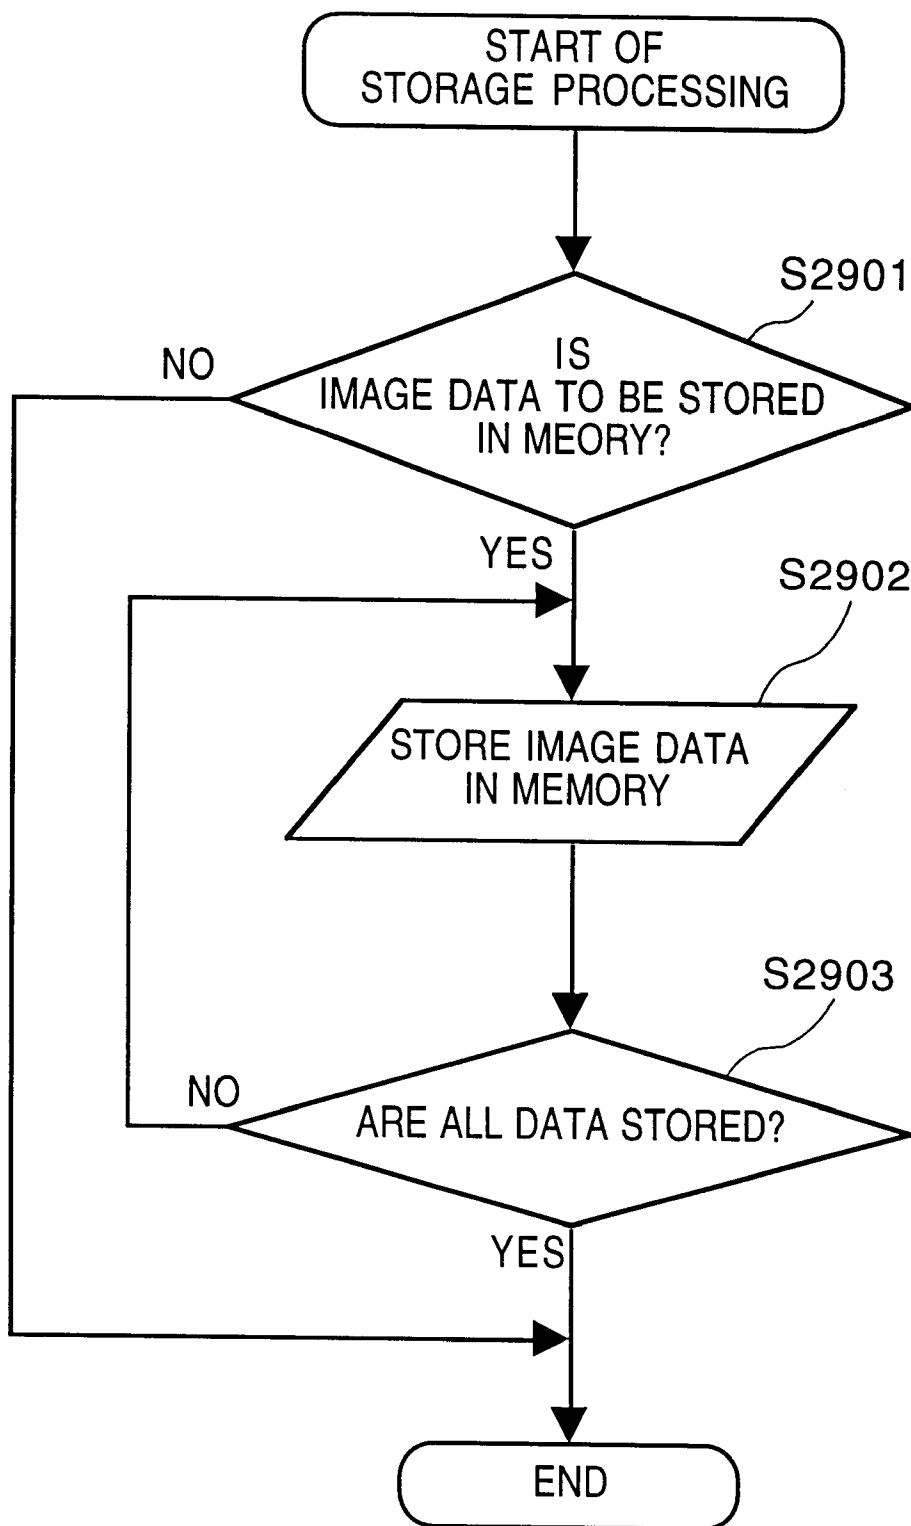 START OF
STORAGE PROCESSING
S2901
NO
IS
IMAGE DATA TO BE STORED
IN MEORY?
YES
S2902
STORE IMAGE DATA
IN MEMORY
S2903
NO
ARE ALL DATA STORED?
YES
END